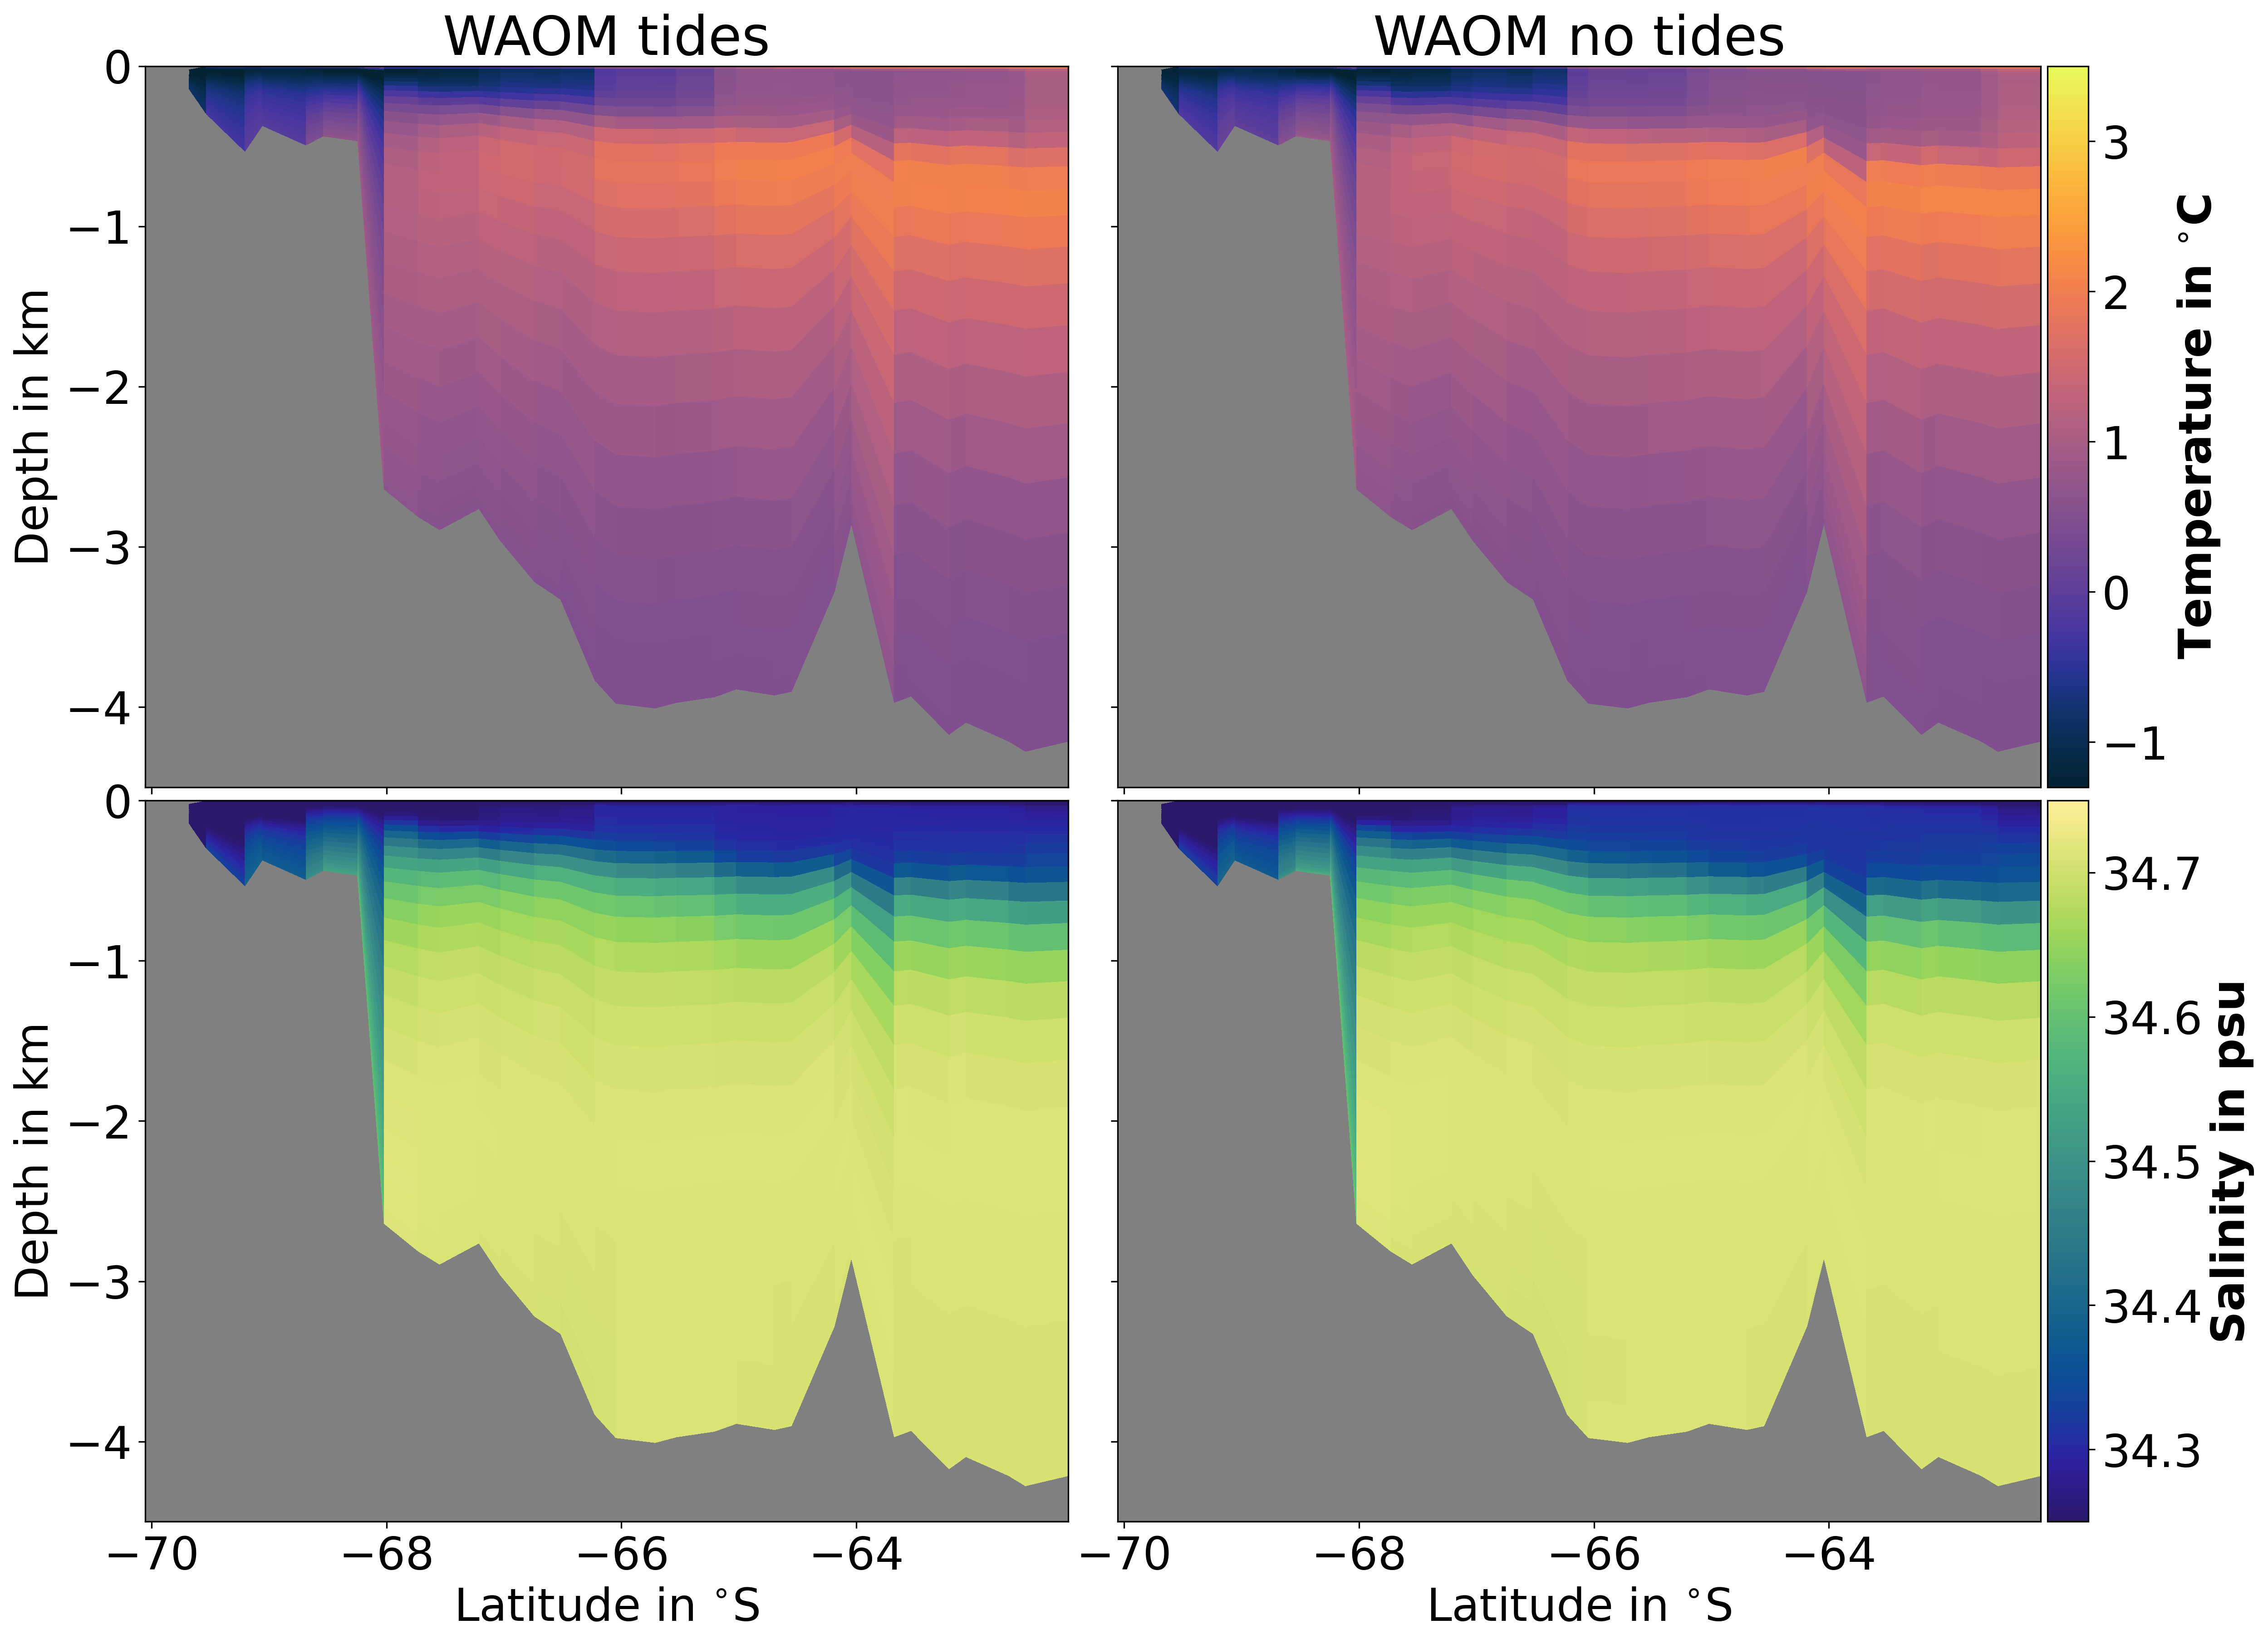 WAOM tides
WAOM no tides
0
−1
−2
−3
−4
Depth in km
3
2
1
0
−1
Temperature in °C
0
−1
−2
−3
−4
Depth in km
34.7
34.6
34.5
34.4
34.3
Salinity in psu
−70 −68 −66 −64
−70 −68 −66 −64
Latitude in °S
Latitude in °S